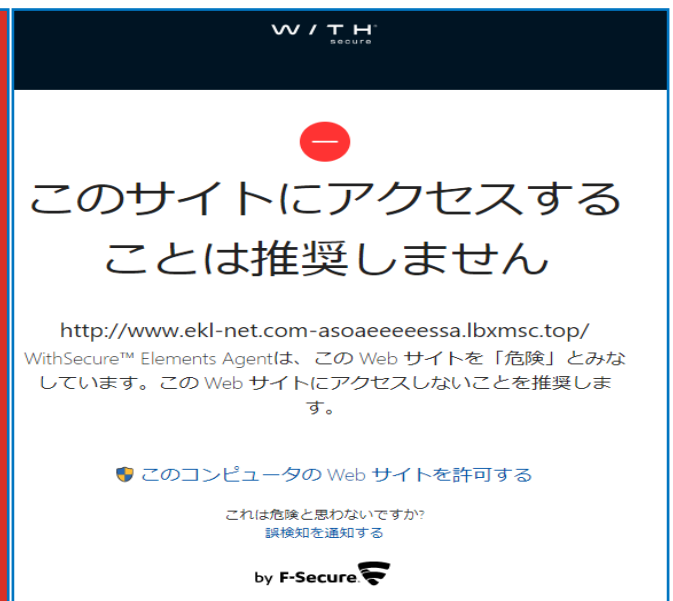 W / T H
secure
このサイトにアクセスする
ことは推奨しません
http://www.ekl-net.com-asoaeeeeessa.lbxmsc.top/
WithSecure™ Elements Agentは、この Web サイトを「危険」とみな
しています。この Web サイトにアクセスしないことを推奨しま
す。
このコンピュータの Web サイトを許可する
これは危険と思わないですか?
誤検知を通知する
by F-Secure